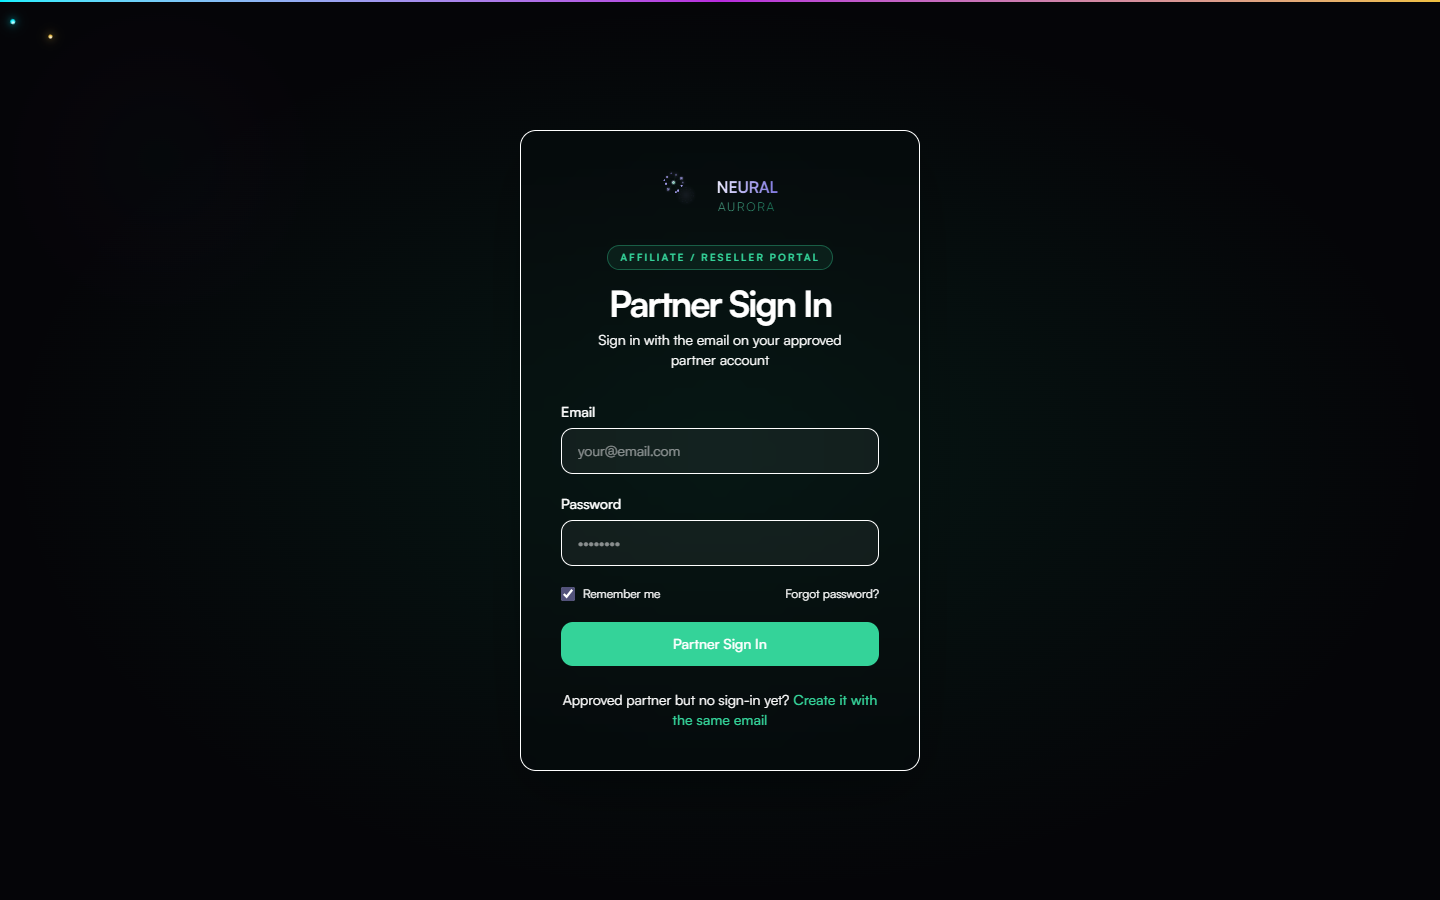 NEURAL
AURORA
AFFILIATE / RESELLER PORTAL
Partner Sign In
Sign in with the email on your approved
partner account
Email
your@email.com
Password
••••••••
Remember me
Forgot password?
Partner Sign In
Approved partner but no sign-in yet? Create it with
the same email